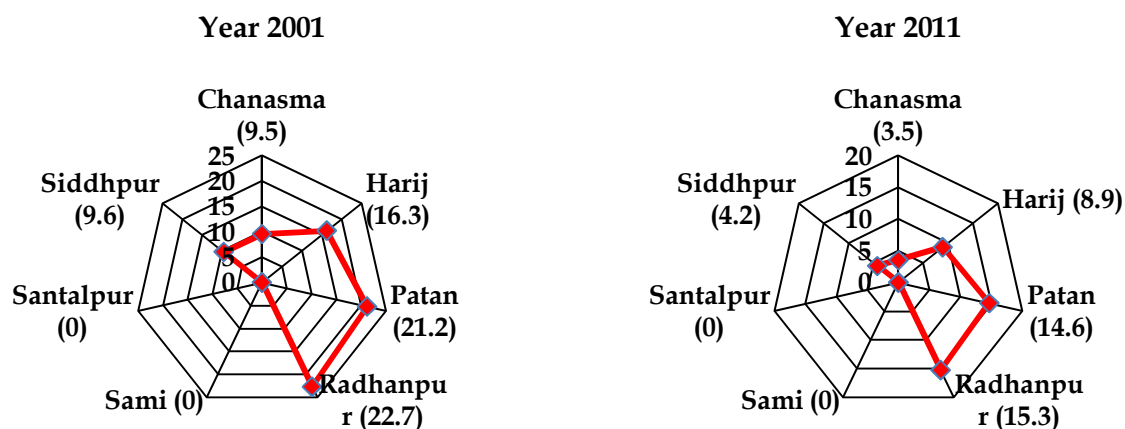 Year 2001
Chanasma
(9.5)
25
20
15
10
5
0
Harij
(16.3)
Patan
(21.2)
Radhanpu
r (22.7)
Sami (0)
Santalpur
(0)
Siddhpur
(9.6)
Year 2011
Chanasma
(3.5)
20
15
10
5
0
Harij (8.9)
Patan
(14.6)
Radhanpu
r (15.3)
Sami (0)
Santalpur
(0)
Siddhpur
(4.2)